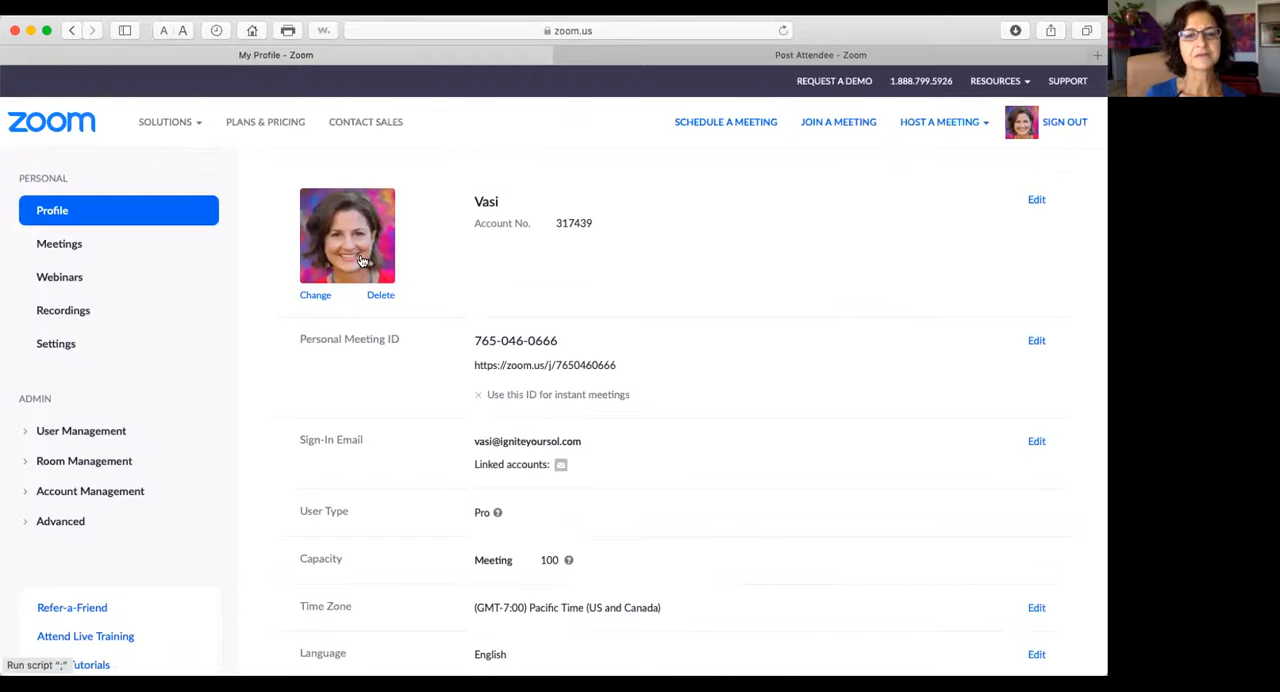 A A
W.
zoom.us
My Profile - Zoom
Post Attendee - Zoom
+
REQUEST A DEMO 1.888.799.5926 RESOURCES SUPPORT
zoom
SOLUTIONS PLANS & PRICING CONTACT SALES
SCHEDULE A MEETING JOIN A MEETING HOST A MEETING SIGN OUT
PERSONAL
Profile
Meetings
Webinars
Recordings
Settings
ADMIN
User Management
Room Management
Account Management
Advanced
Refer-a-Friend
Attend Live Training
Tutorials
Run script ";"
Vasi
Edit
Account No. 317439
Change Delete
Personal Meeting ID 765-046-0666 Edit
https://zoom.us/j/7650460666
× Use this ID for instant meetings
Sign-In Email vasi@igniteyoursol.com Edit
Linked accounts:
User Type Pro ?
Capacity Meeting 100 ?
Time Zone (GMT-7:00) Pacific Time (US and Canada) Edit
Language English Edit